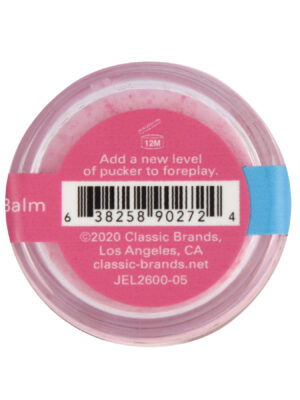 12M
Add a new level
of pucker to foreplay.
Balm
6 38258 90272 4
©2020 Classic Brands,
Los Angeles, CA
classic-brands.net
JEL2600-05